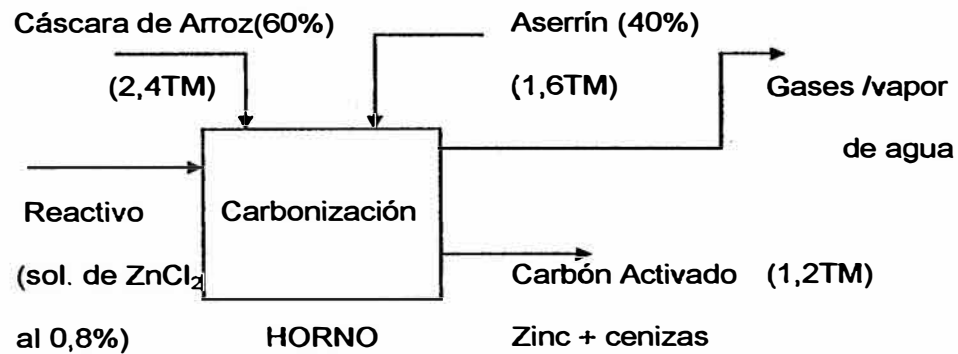 Cáscara de Arroz(60%)
Aserrín (40%)
(2,4TM)
(1,6TM)
Gases /vapor
de agua
Reactivo
Carbonización
(sol. de ZnCl₂
Carbón Activado (1,2TM)
al 0,8%)
HORNO
Zinc + cenizas